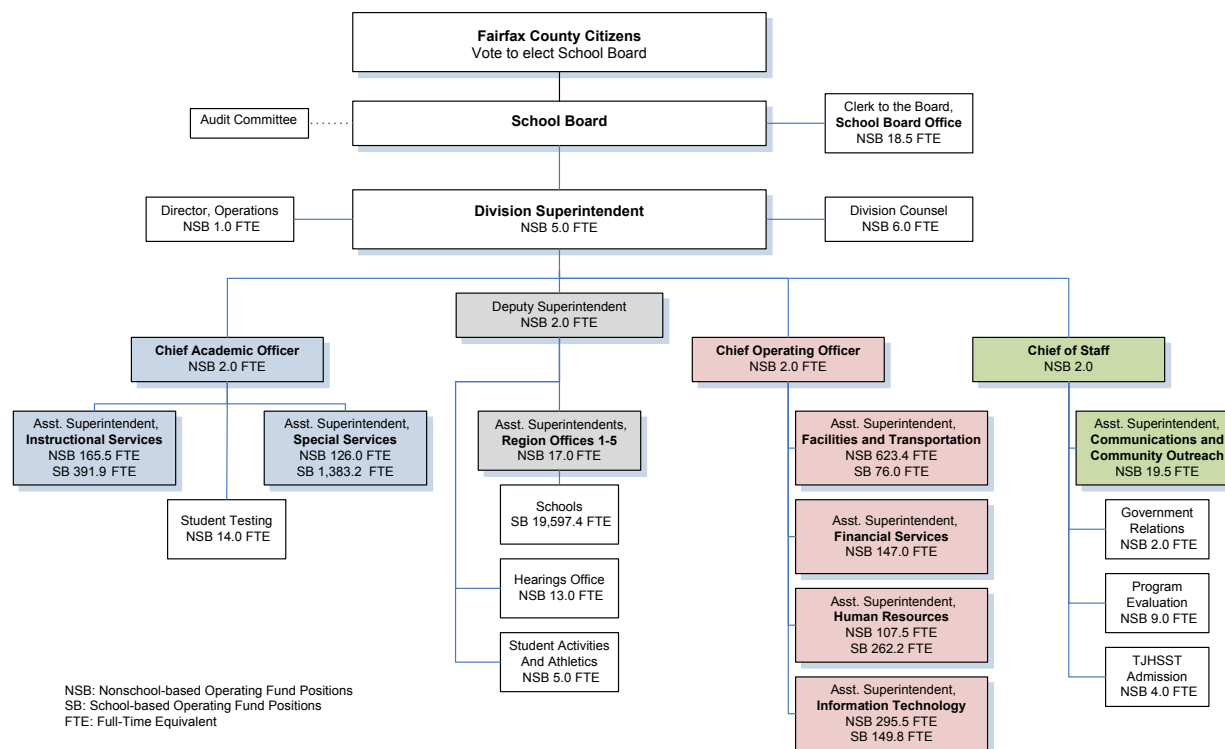 Fairfax County Citizens
Vote to elect School Board
Audit Committee
School Board
Clerk to the Board,
School Board Office
NSB 18.5 FTE
Director, Operations
NSB 1.0 FTE
Division Superintendent
NSB 5.0 FTE
Division Counsel
NSB 6.0 FTE
Deputy Superintendent
NSB 2.0 FTE
Chief Academic Officer
NSB 2.0 FTE
Chief Operating Officer
NSB 2.0 FTE
Chief of Staff
NSB 2.0
Asst. Superintendent,
Instructional Services
NSB 165.5 FTE
SB 391.9 FTE
Asst. Superintendent,
Special Services
NSB 126.0 FTE
SB 1,383.2 FTE
Student Testing
NSB 14.0 FTE
Asst. Superintendents,
Region Offices 1-5
NSB 17.0 FTE
Schools
SB 19,597.4 FTE
Hearings Office
NSB 13.0 FTE
Student Activities
And Athletics
NSB 5.0 FTE
Asst. Superintendent,
Facilities and Transportation
NSB 623.4 FTE
SB 76.0 FTE
Asst. Superintendent,
Financial Services
NSB 147.0 FTE
Asst. Superintendent,
Human Resources
NSB 107.5 FTE
SB 262.2 FTE
Asst. Superintendent,
Information Technology
NSB 295.5 FTE
SB 149.8 FTE
Asst. Superintendent,
Communications and
Community Outreach
NSB 19.5 FTE
Government
Relations
NSB 2.0 FTE
Program
Evaluation
NSB 9.0 FTE
TJHSST
Admission
NSB 4.0 FTE
NSB: Nonschool-based Operating Fund Positions
SB: School-based Operating Fund Positions
FTE: Full-Time Equivalent